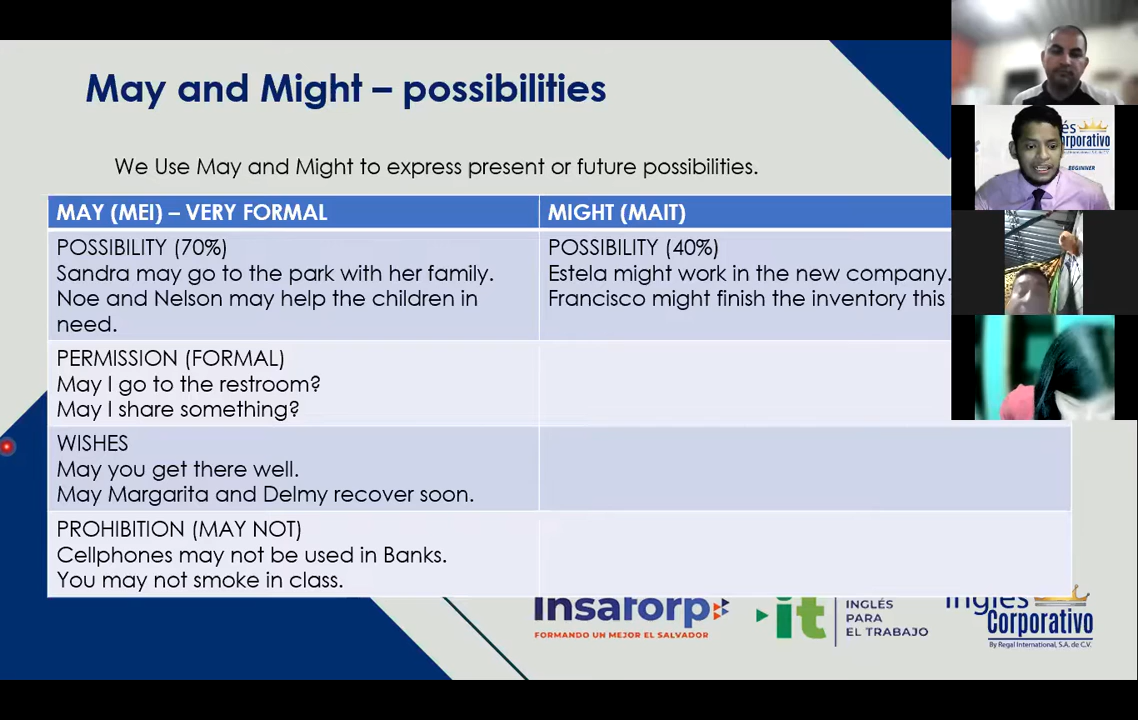 May and Might – possibilities
We Use May and Might to express present or future possibilities.
MAY (MEI) – VERY FORMAL
MIGHT (MAIT)
POSSIBILITY (70%)
Sandra may go to the park with her family.
Noe and Nelson may help the children in
need.
POSSIBILITY (40%)
Estela might work in the new company.
Francisco might finish the inventory this
PERMISSION (FORMAL)
May I go to the restroom?
May I share something?
WISHES
May you get there well.
May Margarita and Delmy recover soon.
PROHIBITION (MAY NOT)
Cellphones may not be used in Banks.
You may not smoke in class.
Insaforp
FORMANDO UN MEJOR EL SALVADOR
it
INGLÉS
PARA
EL TRABAJO
Inglés
Corporativo
By Regal International, S.A. de C.V.
BEGINNER